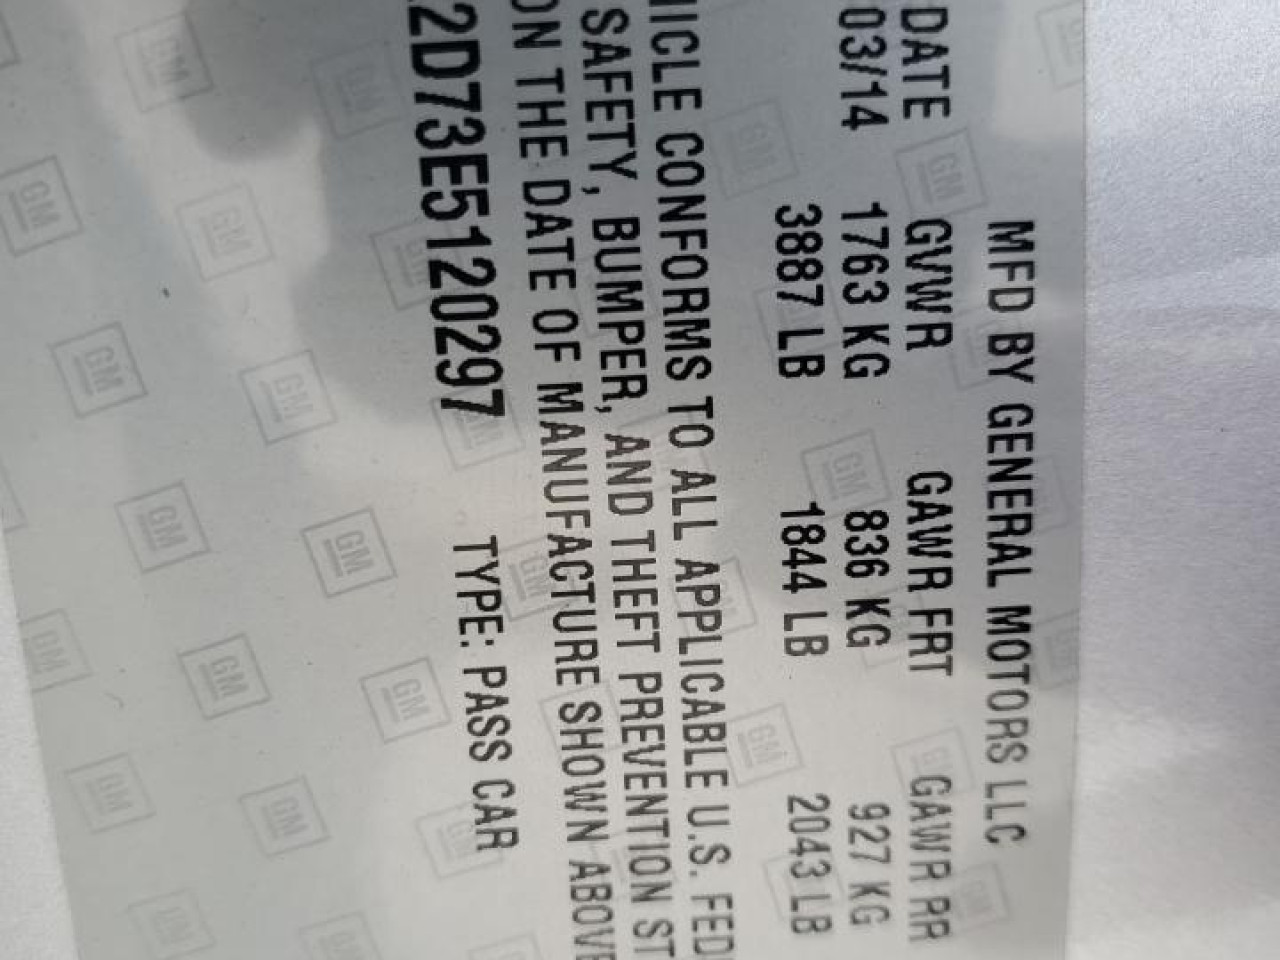 MFD BY GENERAL MOTORS LLC
DATE GVWR GAWR FRT GAWR RR
03/14 1763 KG 836 KG 927 KG
3887 LB 1844 LB 2043 LB
HICLE CONFORMS TO ALL APPLICABLE U.S. FED
SAFETY, BUMPER, AND THEFT PREVENTION ST
ON THE DATE OF MANUFACTURE SHOWN ABOVE
2D73E5120297 TYPE: PASS CAR